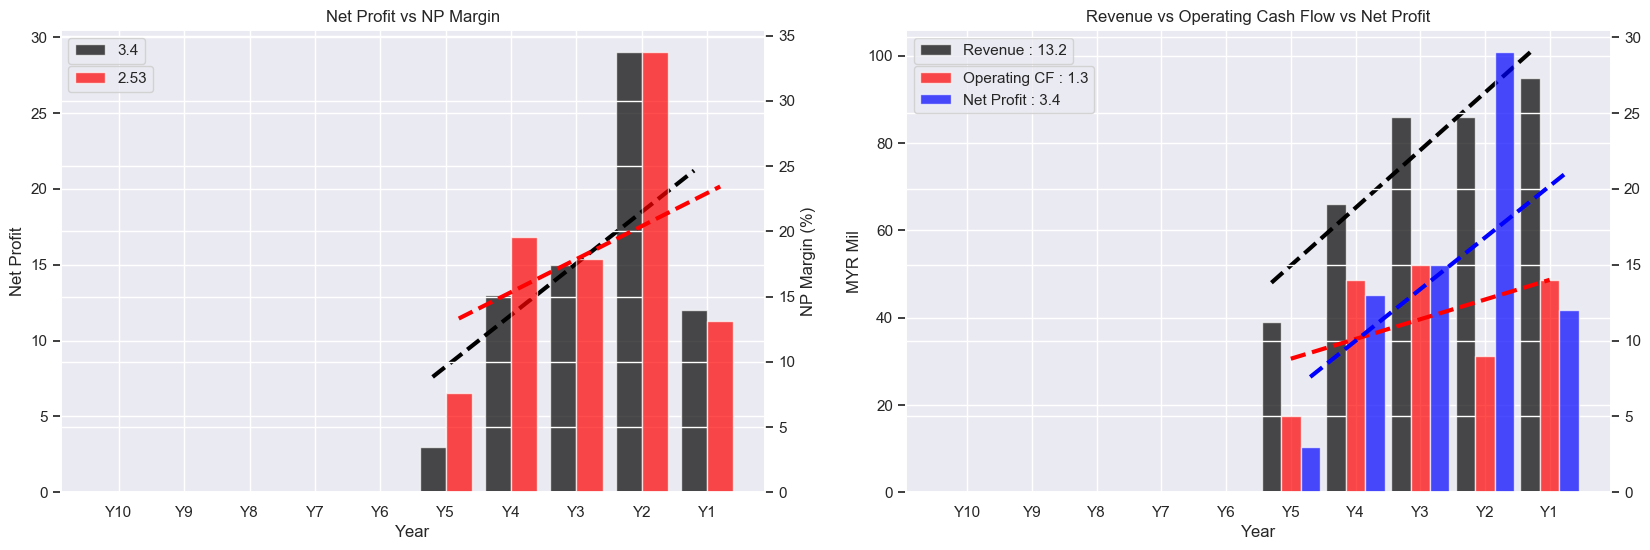 Net Profit vs NP Margin
3.4
2.53
Net Profit
30
25
20
15
10
5
0
35
30
25
20
15
10
5
0
NP Margin (%)
Y10 Y9 Y8 Y7 Y6 Y5 Y4 Y3 Y2 Y1
Year
Revenue vs Operating Cash Flow vs Net Profit
Revenue : 13.2
Operating CF : 1.3
Net Profit : 3.4
MYR Mil
100
80
60
40
20
0
30
25
20
15
10
5
0
Y10 Y9 Y8 Y7 Y6 Y5 Y4 Y3 Y2 Y1
Year